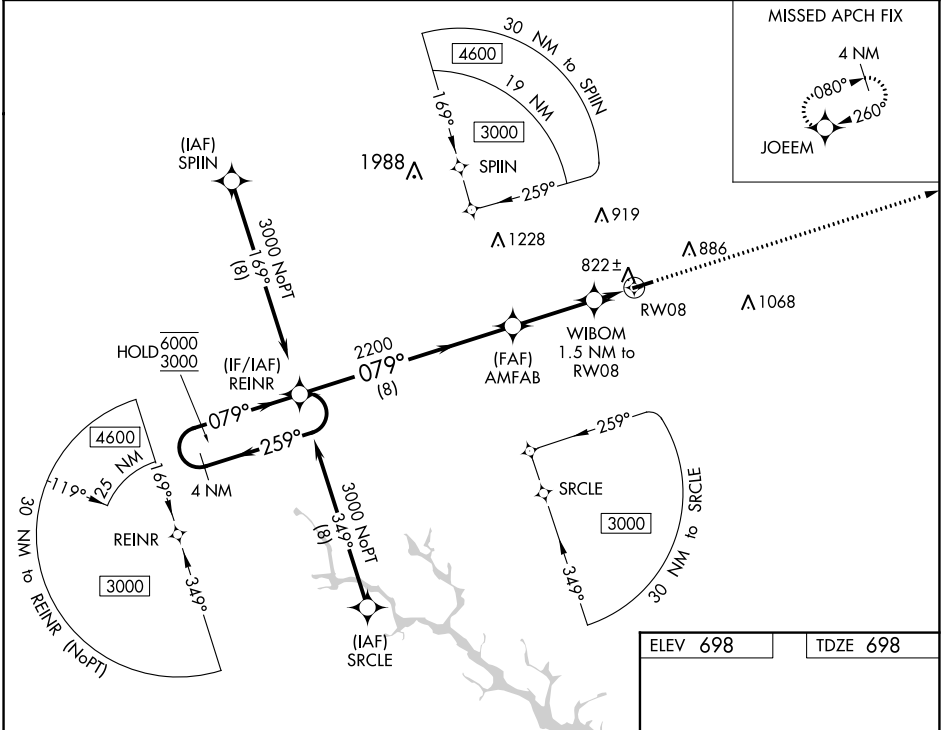 MISSED APCH FIX
4 NM
080°
260°
JOEEM
30 NM to SPIIN
4600
19 NM
169°
3000
SPIIN
259°
1988
(IAF)
SPIIN
3000 NoPT
169°
(8)
919
1228
886
822±
RW08
1068
WIBOM
1.5 NM to
RW08
(FAF)
AMFAB
2200
079°
(8)
HOLD 6000
3000
(IF/IAF)
REINR
079°
259°
4 NM
4600
25 NM
119°
169°
REINR
349°
3000
30 NM to REINR (NoPT)
3000 NoPT
349°
(8)
(IAF)
SRCLE
259°
SRCLE
3000
349°
30 NM to SRCLE
ELEV 698
TDZE 698